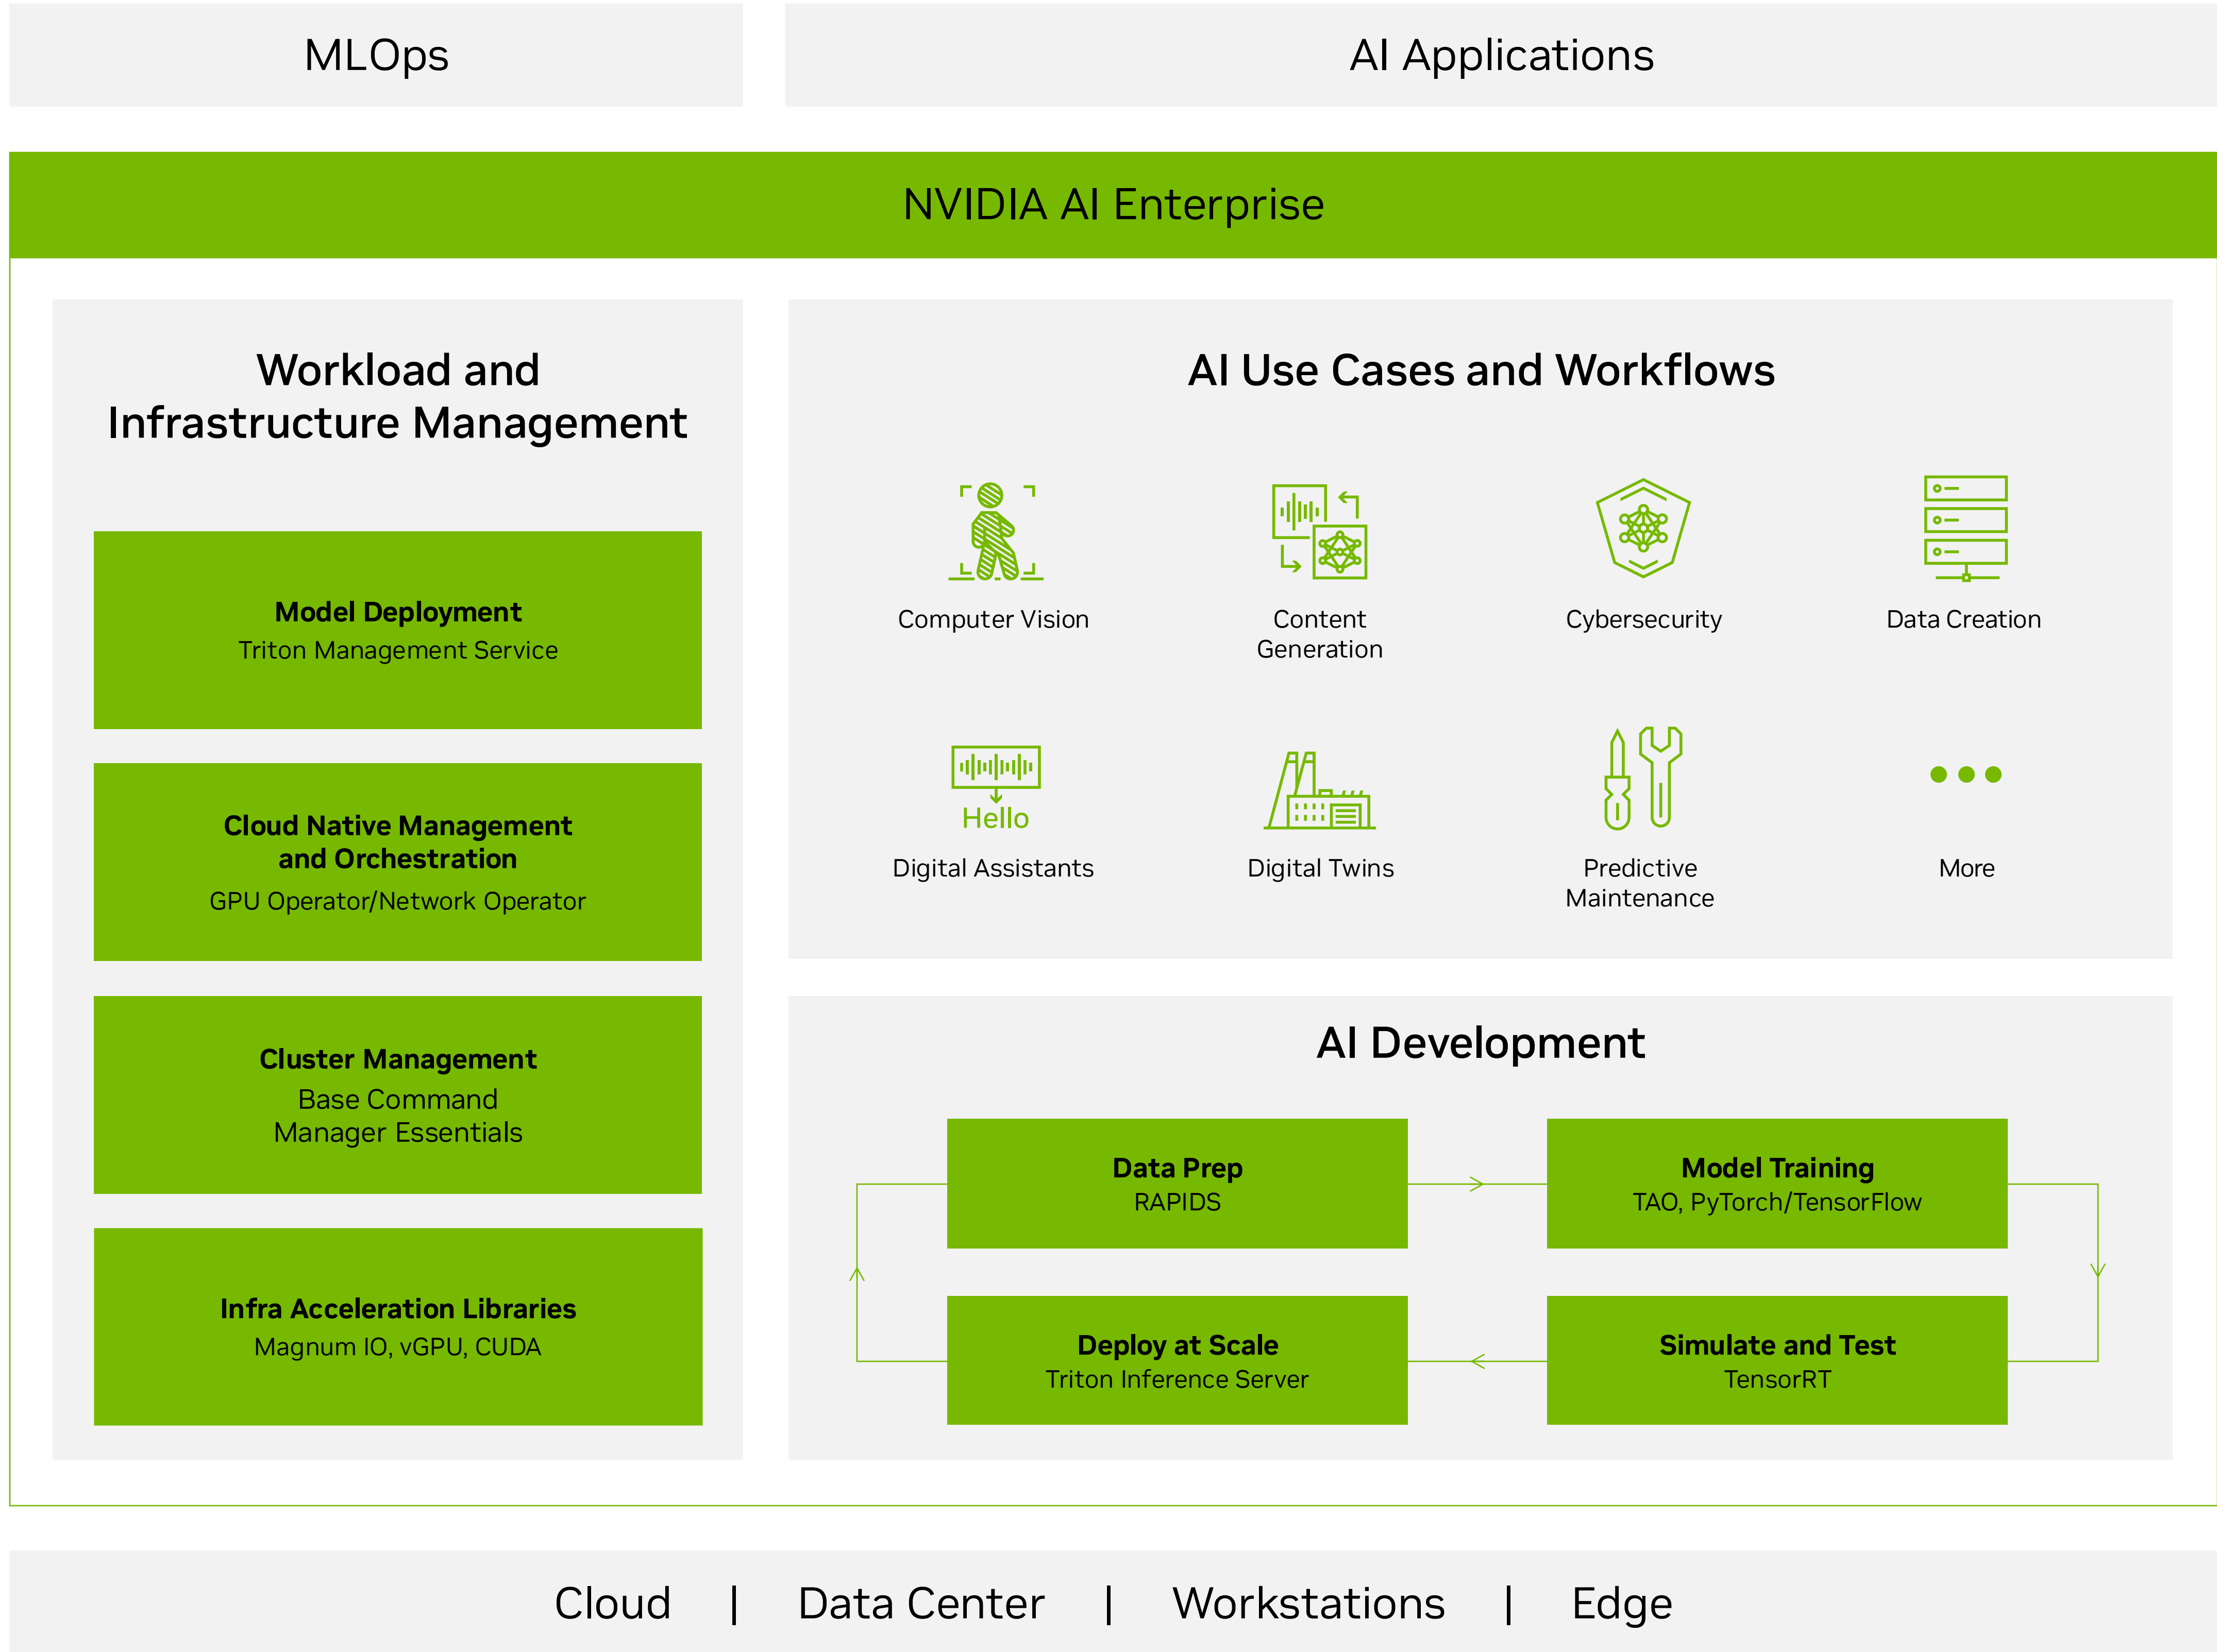 MLOps
AI Applications
NVIDIA AI Enterprise
Workload and
Infrastructure Management
Model Deployment
Triton Management Service
Cloud Native Management
and Orchestration
GPU Operator/Network Operator
Cluster Management
Base Command
Manager Essentials
Infra Acceleration Libraries
Magnum IO, vGPU, CUDA
AI Use Cases and Workflows
Computer Vision
Content
Generation
Cybersecurity
Data Creation
Hello
Digital Assistants
Digital Twins
Predictive
Maintenance
More
AI Development
Data Prep
RAPIDS
Model Training
TAO, PyTorch/TensorFlow
Deploy at Scale
Triton Inference Server
Simulate and Test
TensorRT
Cloud | Data Center | Workstations | Edge